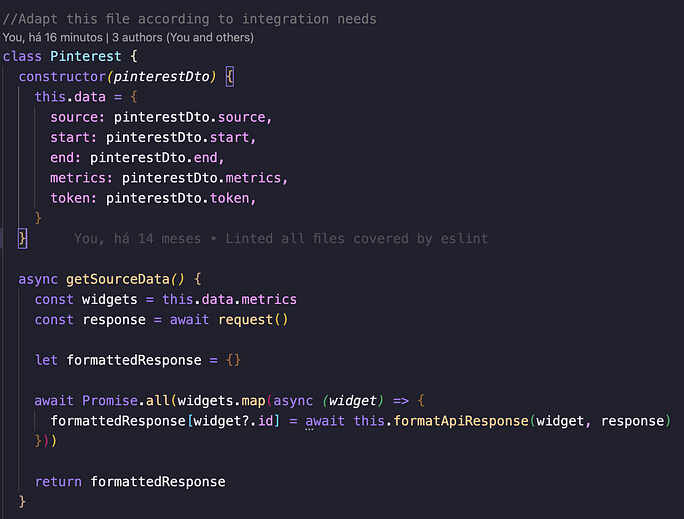 //Adapt this file according to integration needs
You, há 16 minutos | 3 authors (You and others)
class Pinterest {
  constructor(pinterestDto) {
    this.data = {
      source: pinterestDto.source,
      start: pinterestDto.start,
      end: pinterestDto.end,
      metrics: pinterestDto.metrics,
      token: pinterestDto.token,
    }
  }      You, há 14 meses • Linted all files covered by eslint

  async getSourceData() {
    const widgets = this.data.metrics
    const response = await request()

    let formattedResponse = {}

    await Promise.all(widgets.map(async (widget) => {
      formattedResponse[widget?.id] = await this.formatApiResponse(widget, response)
    }))

    return formattedResponse
  }